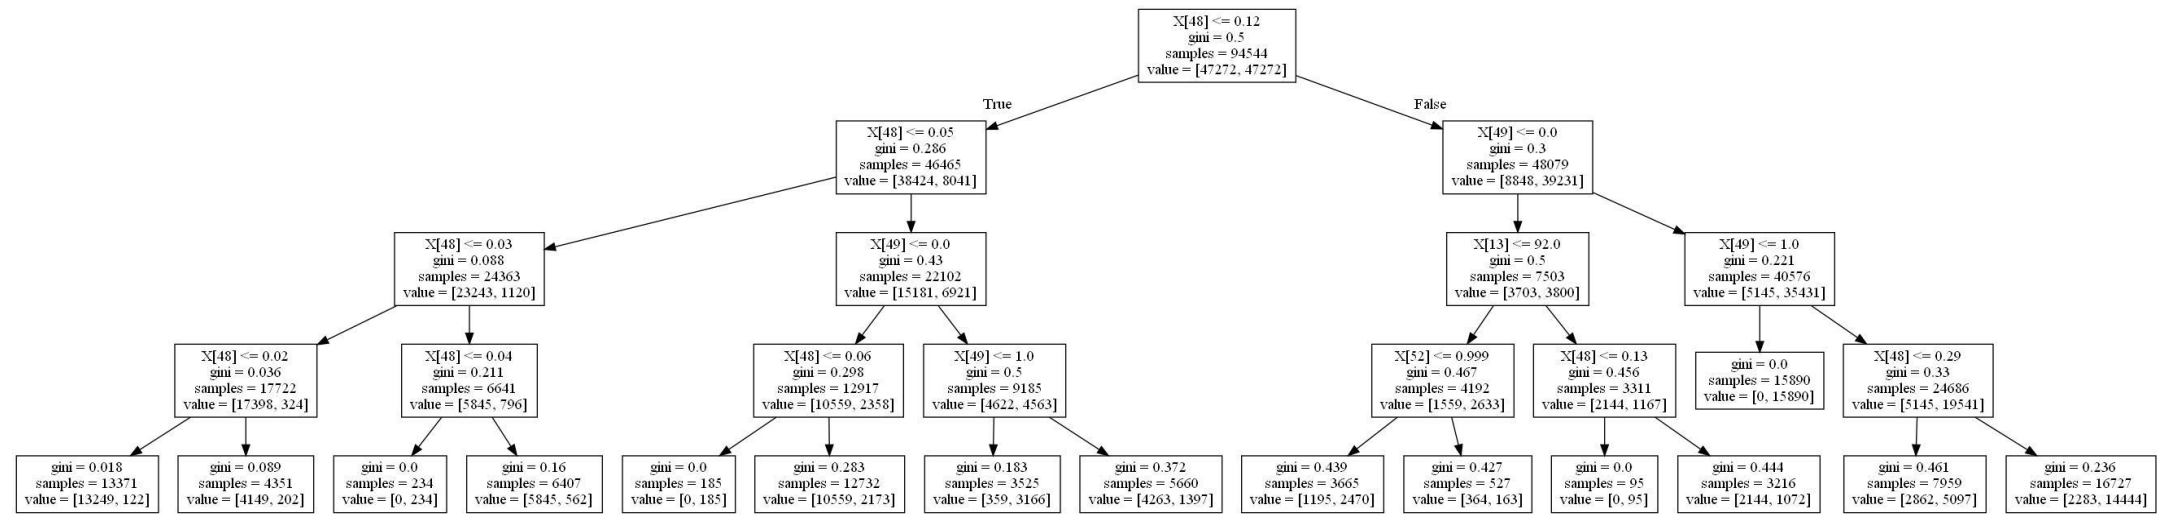 X[48] <= 0.12
gini = 0.5
samples = 94544
value = [47272, 47272]
True
False
X[48] <= 0.05
gini = 0.286
samples = 46465
value = [38424, 8041]
X[49] <= 0.0
gini = 0.3
samples = 48079
value = [8848, 39231]
X[48] <= 0.03
gini = 0.088
samples = 24363
value = [23243, 1120]
X[49] <= 0.0
gini = 0.43
samples = 22102
value = [15181, 6921]
X[13] <= 92.0
gini = 0.5
samples = 7503
value = [3703, 3800]
X[49] <= 1.0
gini = 0.221
samples = 40576
value = [5145, 35431]
X[48] <= 0.02
gini = 0.036
samples = 17722
value = [17398, 324]
X[48] <= 0.04
gini = 0.211
samples = 6641
value = [5845, 796]
X[48] <= 0.06
gini = 0.298
samples = 12917
value = [10559, 2358]
X[49] <= 1.0
gini = 0.5
samples = 9185
value = [4622, 4563]
X[52] <= 0.999
gini = 0.467
samples = 4192
value = [1559, 2633]
X[48] <= 0.13
gini = 0.456
samples = 3311
value = [2144, 1167]
gini = 0.0
samples = 15890
value = [0, 15890]
X[48] <= 0.29
gini = 0.33
samples = 24686
value = [5145, 19541]
gini = 0.018
samples = 13371
value = [13249, 122]
gini = 0.089
samples = 4351
value = [4149, 202]
gini = 0.0
samples = 234
value = [0, 234]
gini = 0.16
samples = 6407
value = [5845, 562]
gini = 0.0
samples = 185
value = [0, 185]
gini = 0.283
samples = 12732
value = [10559, 2173]
gini = 0.183
samples = 3525
value = [359, 3166]
gini = 0.372
samples = 5660
value = [4263, 1397]
gini = 0.439
samples = 3665
value = [1195, 2470]
gini = 0.427
samples = 527
value = [364, 163]
gini = 0.0
samples = 95
value = [0, 95]
gini = 0.444
samples = 3216
value = [2144, 1072]
gini = 0.461
samples = 7959
value = [2862, 5097]
gini = 0.236
samples = 16727
value = [2283, 14444]